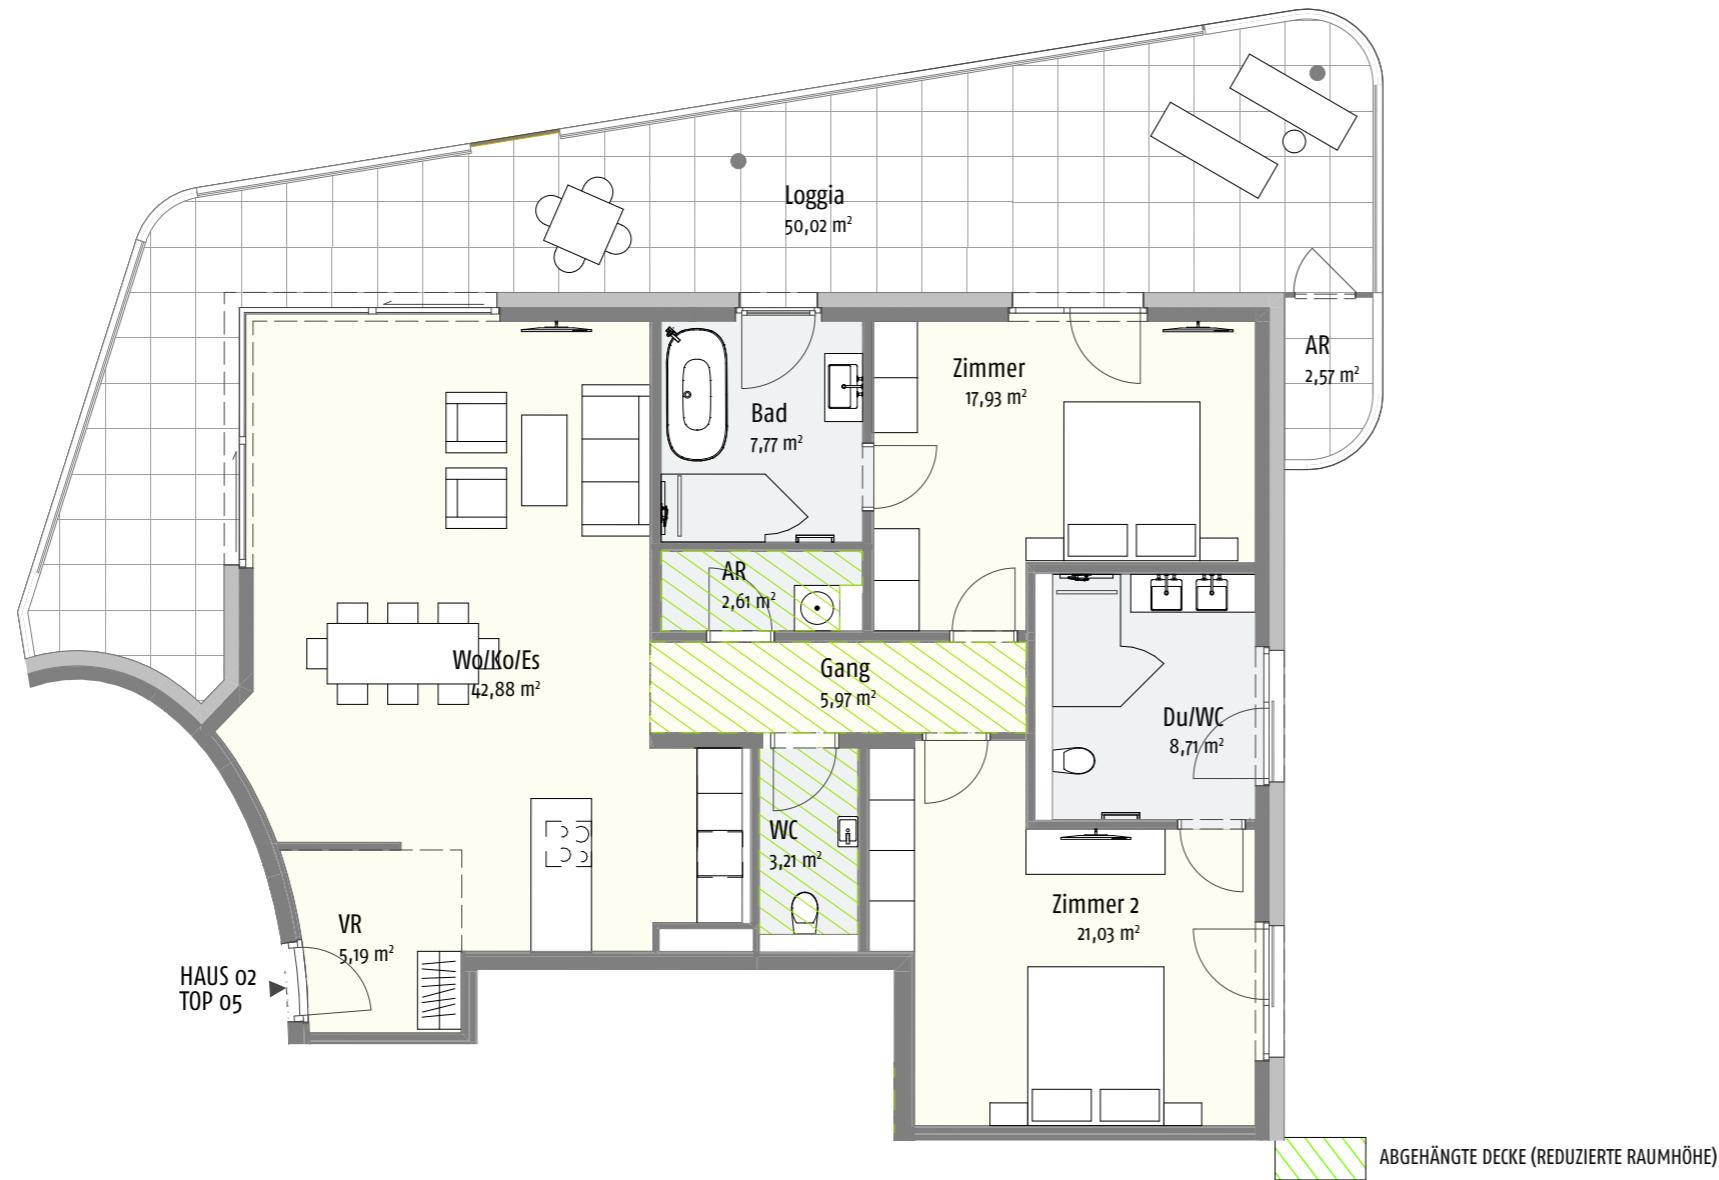 Loggia
50,02 m²
AR
2,57 m²
Zimmer
17,93 m²
Bad
7,77 m²
AR
2,61 m²
Wo/Ko/Es
42,88 m²
Gang
5,97 m²
Du/WC
8,71 m²
WC
3,21 m²
VR
5,19 m²
Zimmer 2
21,03 m²
HAUS 02
TOP 05
ABGEHÄNGTE DECKE (REDUZIERTE RAUMHÖHE)